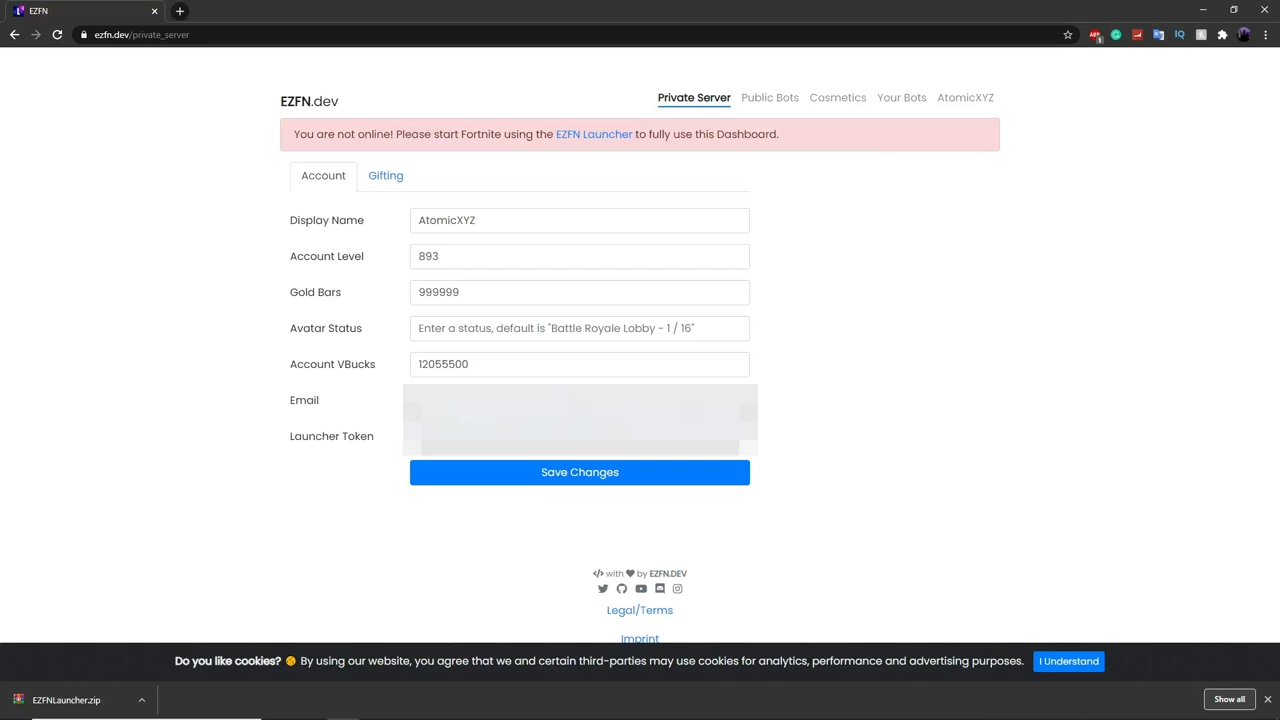 EZFN
ezfn.dev/private_server
EZFN.dev
Private Server Public Bots Cosmetics Your Bots AtomicXYZ
You are not online! Please start Fortnite using the EZFN Launcher to fully use this Dashboard.
Account Gifting
Display Name AtomicXYZ
Account Level 893
Gold Bars 999999
Avatar Status Enter a status, default is "Battle Royale Lobby - 1 / 16"
Account VBucks 12055500
Email
Launcher Token
Save Changes
</> with ❤ by EZFN.DEV
Legal/Terms
Imprint
Do you like cookies? 🍪 By using our website, you agree that we and certain third-parties may use cookies for analytics, performance and advertising purposes. I Understand
EZFNLauncher.zip Show all